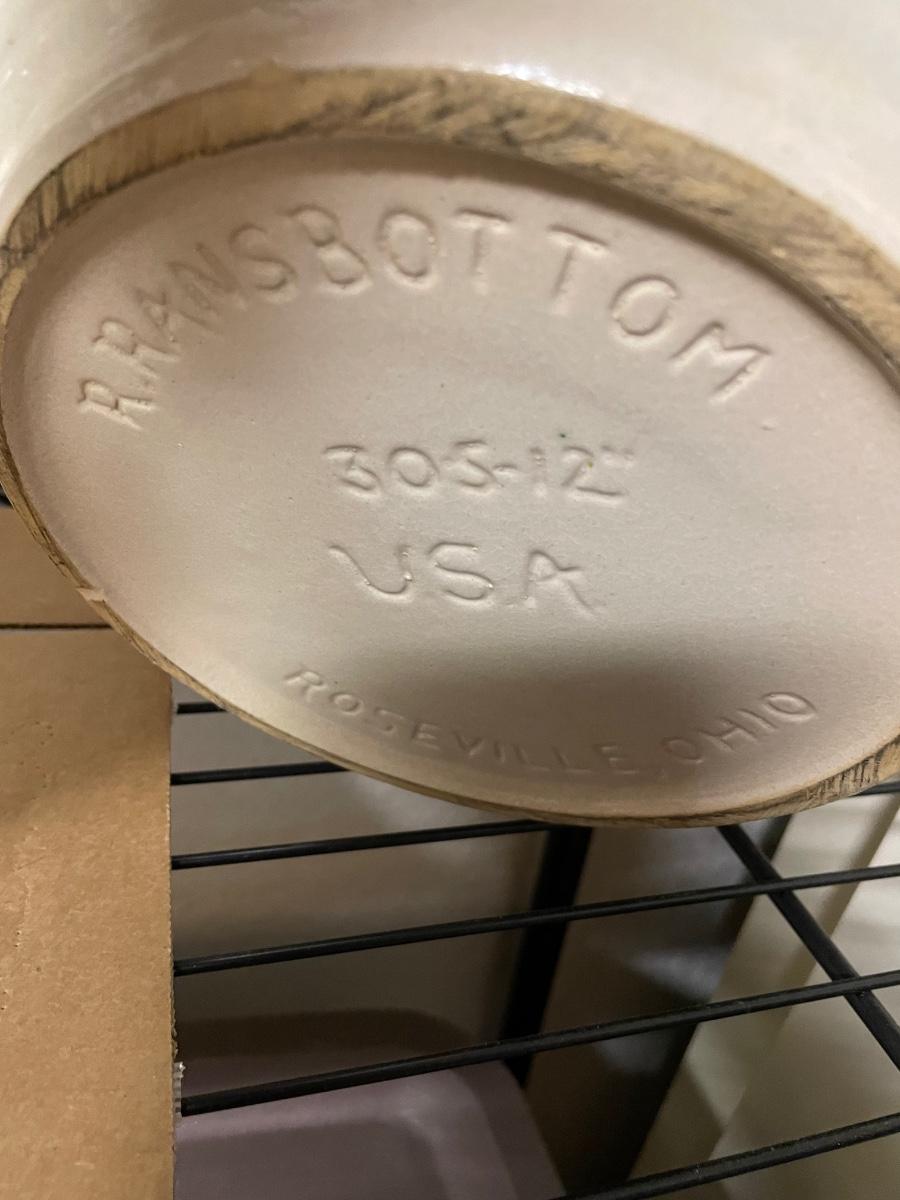 R.RANSBOTTOM
305-12"
USA
ROSEVILLE, OHIO